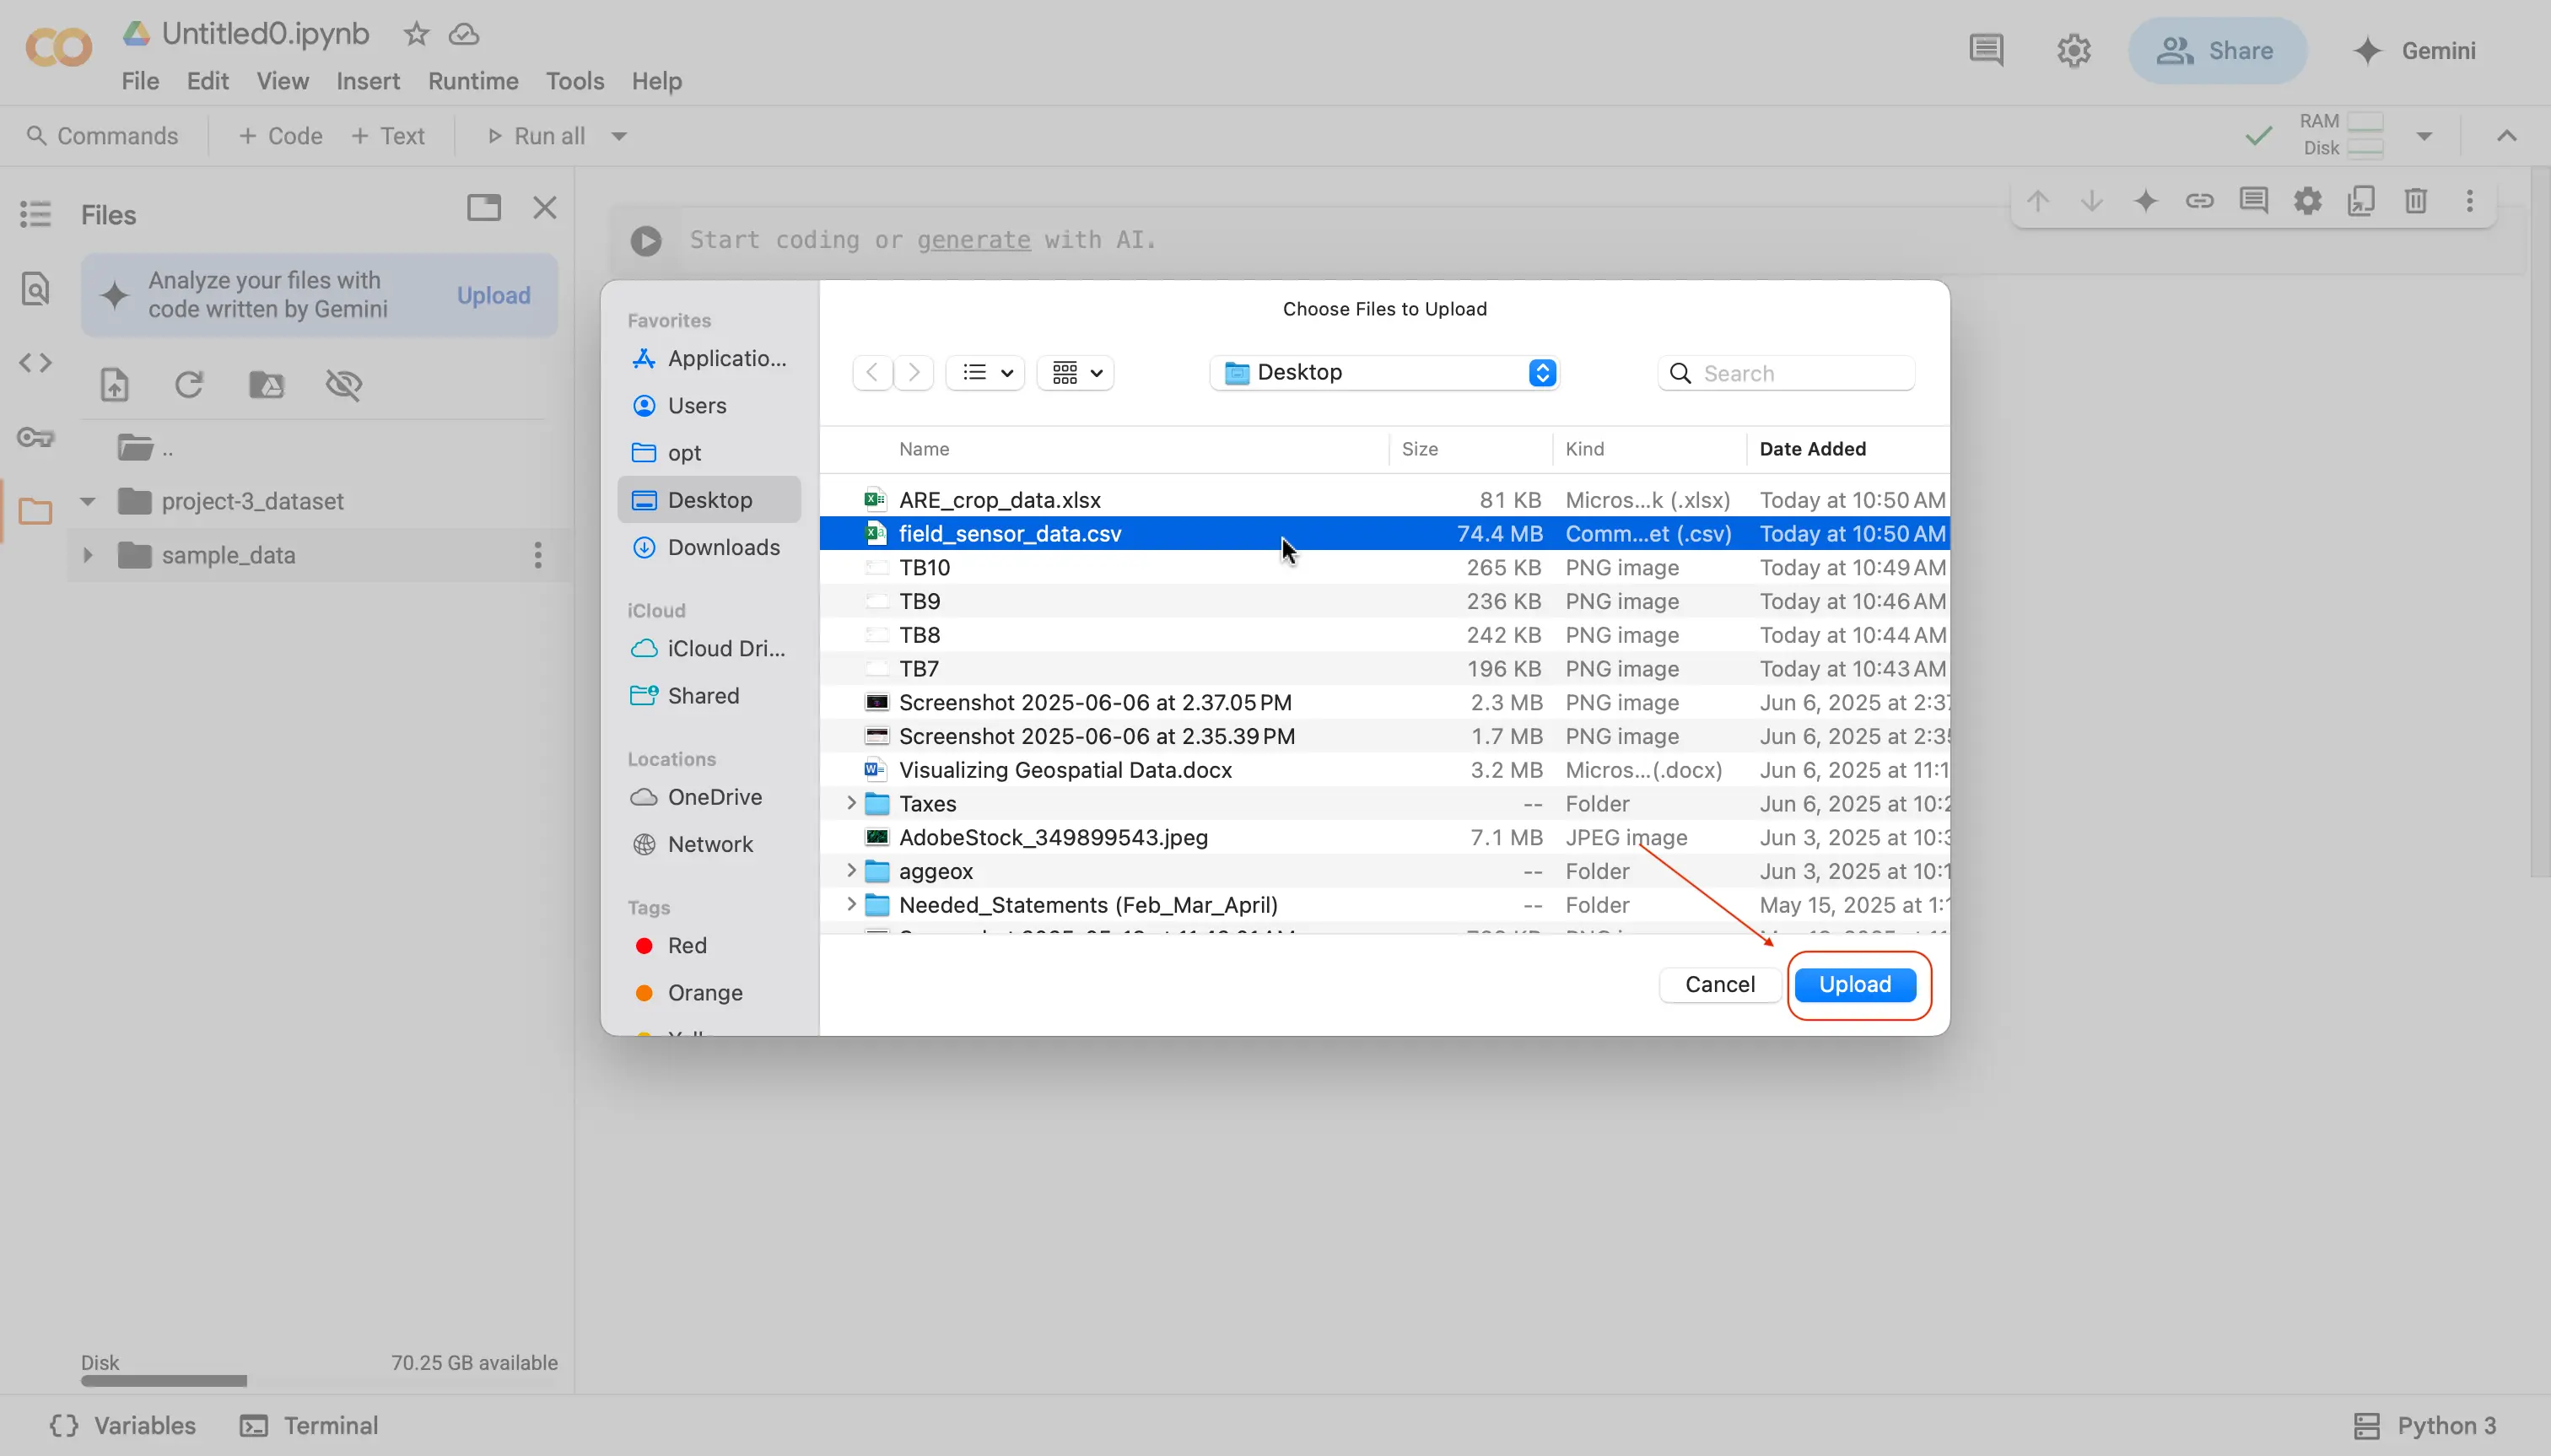 Untitled0.ipynb
File Edit View Insert Runtime Tools Help
Share
Gemini
Commands + Code + Text Run all
RAM
Disk
Files
Analyze your files with
code written by Gemini
Upload
..
project-3_dataset
sample_data
Disk 70.25 GB available
Start coding or generate with AI.
Choose Files to Upload
Favorites
Applicatio...
Users
opt
Desktop
Downloads
iCloud
iCloud Dri...
Shared
Locations
OneDrive
Network
Tags
Red
Orange
Desktop
Search
Name Size Kind Date Added
ARE_crop_data.xlsx 81 KB Micros...k (.xlsx) Today at 10:50 AM
field_sensor_data.csv 74.4 MB Comm...et (.csv) Today at 10:50 AM
TB10 265 KB PNG image Today at 10:49 AM
TB9 236 KB PNG image Today at 10:46 AM
TB8 242 KB PNG image Today at 10:44 AM
TB7 196 KB PNG image Today at 10:43 AM
Screenshot 2025-06-06 at 2.37.05 PM 2.3 MB PNG image Jun 6, 2025 at 2:37
Screenshot 2025-06-06 at 2.35.39 PM 1.7 MB PNG image Jun 6, 2025 at 2:35
Visualizing Geospatial Data.docx 3.2 MB Micros...(.docx) Jun 6, 2025 at 11:1
Taxes -- Folder Jun 6, 2025 at 10:2
AdobeStock_349899543.jpeg 7.1 MB JPEG image Jun 3, 2025 at 10:3
aggeox -- Folder Jun 3, 2025 at 10:1
Needed_Statements (Feb_Mar_April) -- Folder May 15, 2025 at 1:1
Cancel Upload
Variables Terminal
Python 3